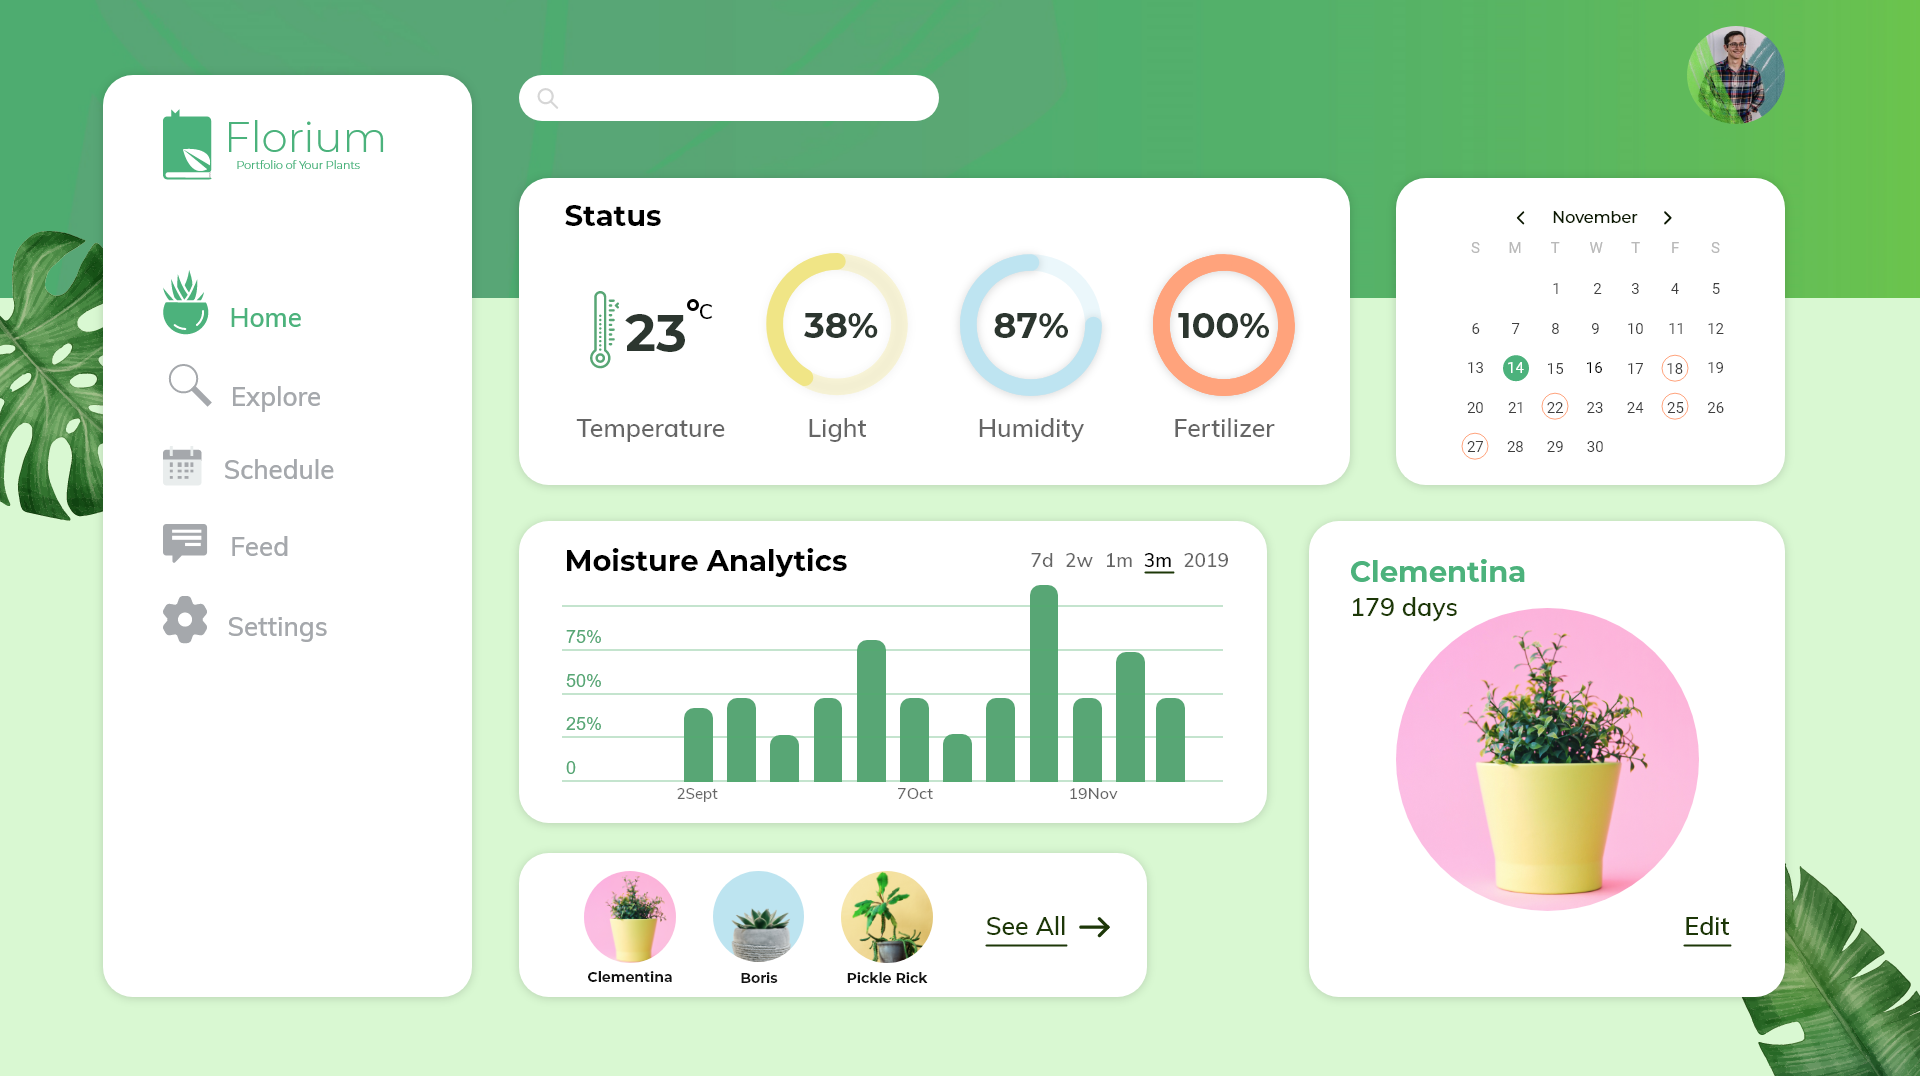 Florium
Portfolio of Your Plants
Home
Explore
Schedule
Feed
Settings
Status
23°C
38%
87%
100%
Temperature
Light
Humidity
Fertilizer
November
S M T W T F S
1 2 3 4 5
6 7 8 9 10 11 12
13 14 15 16 17 18 19
20 21 22 23 24 25 26
27 28 29 30
Moisture Analytics
7d 2w 1m 3m 2019
75%
50%
25%
0
2Sept 7Oct 19Nov
Clementina
179 days
Edit
Clementina
Boris
Pickle Rick
See All